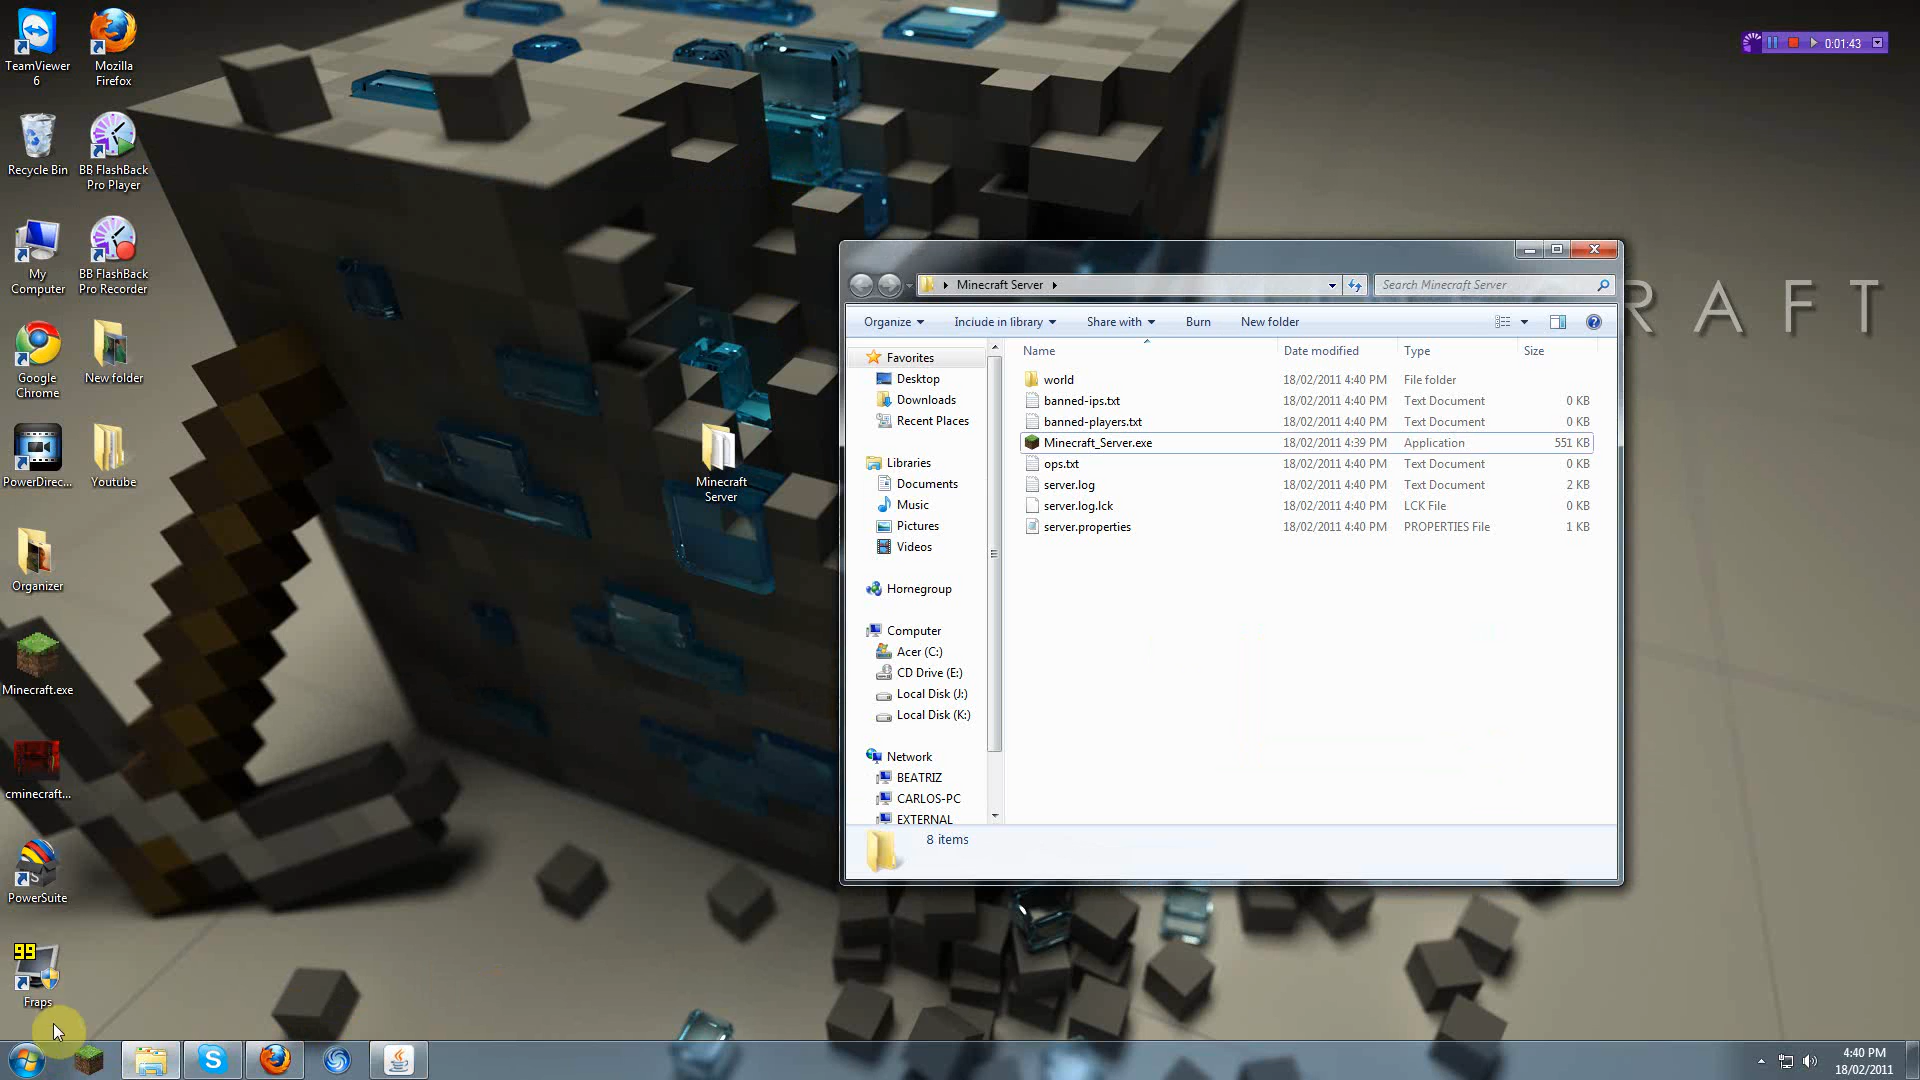 TeamViewer 6
Mozilla Firefox
Recycle Bin
BB FlashBack Pro Player
My Computer
BB FlashBack Pro Recorder
Google Chrome
New folder
PowerDirec...
Youtube
Organizer
Minecraft.exe
cminecraft...
PowerSuite
99
Fraps
Minecraft Server
0:01:43
R A F T
Minecraft Server
Search Minecraft Server
Organize
Include in library
Share with
Burn
New folder
Name Date modified Type Size
Favorites
Desktop
Downloads
Recent Places
Libraries
Documents
Music
Pictures
Videos
Homegroup
Computer
Acer (C:)
CD Drive (E:)
Local Disk (J:)
Local Disk (K:)
Network
BEATRIZ
CARLOS-PC
EXTERNAL
world 18/02/2011 4:40 PM File folder
banned-ips.txt 18/02/2011 4:40 PM Text Document 0 KB
banned-players.txt 18/02/2011 4:40 PM Text Document 0 KB
Minecraft_Server.exe 18/02/2011 4:39 PM Application 551 KB
ops.txt 18/02/2011 4:40 PM Text Document 0 KB
server.log 18/02/2011 4:40 PM Text Document 2 KB
server.log.lck 18/02/2011 4:40 PM LCK File 0 KB
server.properties 18/02/2011 4:40 PM PROPERTIES File 1 KB
8 items
4:40 PM
18/02/2011